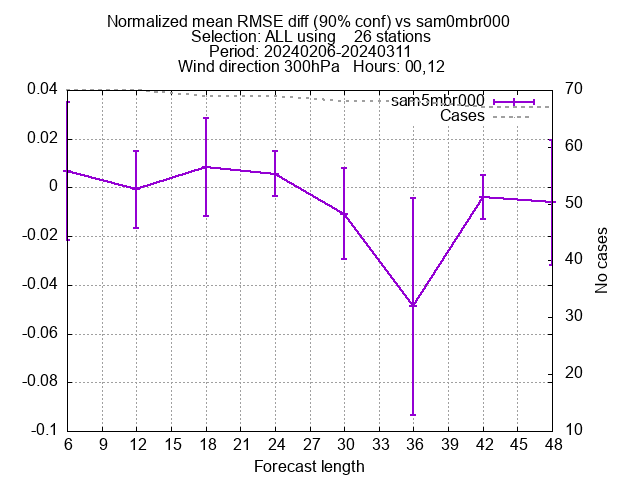 Normalized mean RMSE diff (90% conf) vs sam0mbr000
Selection: ALL using    26 stations
Period: 20240206-20240311
Wind direction 300hPa   Hours: 00,12
sam5mbr000
Cases
0.04
0.02
0
-0.02
-0.04
-0.06
-0.08
-0.1
70
60
50
40
30
20
10
No cases
6 9 12 15 18 21 24 27 30 33 36 39 42 45 48
Forecast length